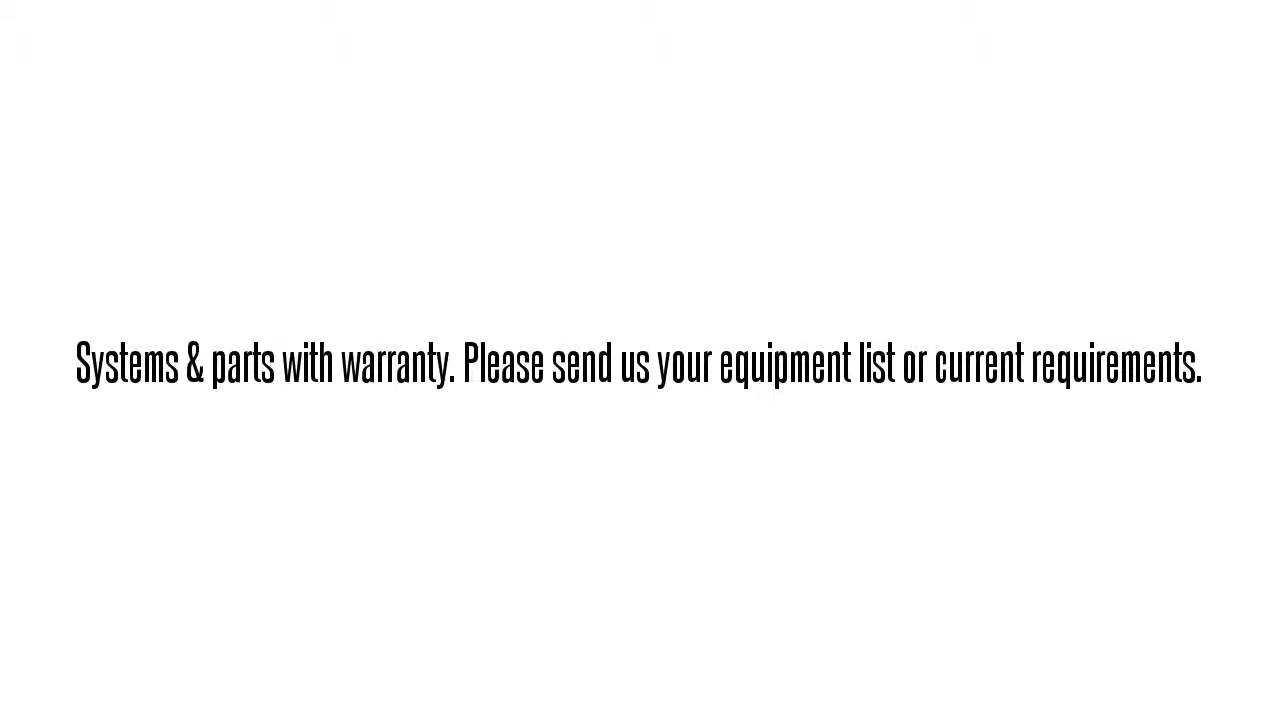 Systems & parts with warranty. Please send us your equipment list or current requirements.